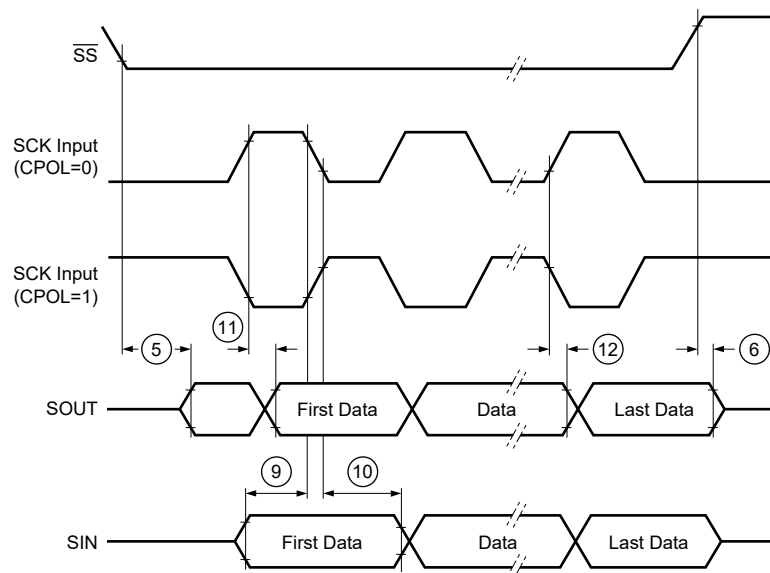 S̅S̅
SCK Input
(CPOL=0)
SCK Input
(CPOL=1)
11
5
12
6
SOUT
First Data
Data
Last Data
9
10
SIN
First Data
Data
Last Data